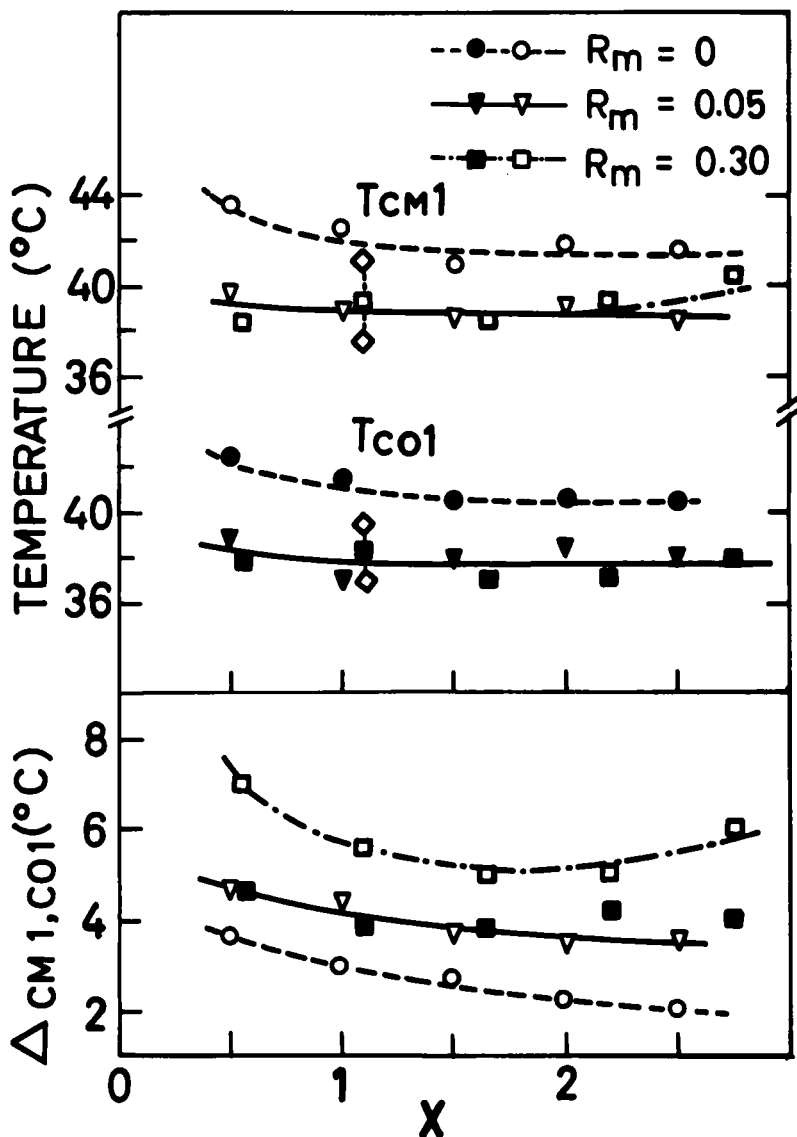 Rm = 0
Rm = 0.05
Rm = 0.30
TEMPERATURE (°C)
44
40
36
TCM1
TCO1
40
36
ΔCM1,CO1(°C)
8
6
4
2
0
1
2
X